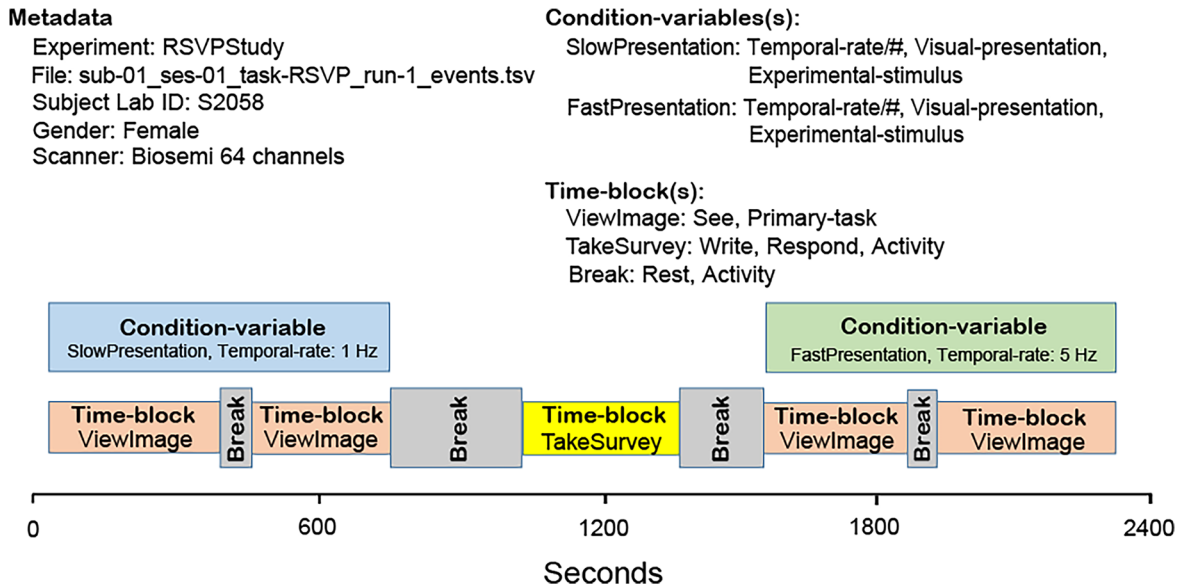 Metadata
Experiment: RSVPStudy
File: sub-01_ses-01_task-RSVP_run-1_events.tsv
Subject Lab ID: S2058
Gender: Female
Scanner: Biosemi 64 channels
Condition-variables(s):
SlowPresentation: Temporal-rate/#, Visual-presentation,
Experimental-stimulus
FastPresentation: Temporal-rate/#, Visual-presentation,
Experimental-stimulus
Time-block(s):
ViewImage: See, Primary-task
TakeSurvey: Write, Respond, Activity
Break: Rest, Activity
Condition-variable
SlowPresentation, Temporal-rate: 1 Hz
Condition-variable
FastPresentation, Temporal-rate: 5 Hz
Time-block
ViewImage
Break
Time-block
ViewImage
Break
Time-block
TakeSurvey
Break
Time-block
ViewImage
Break
Time-block
ViewImage
0 600 1200 1800 2400
Seconds